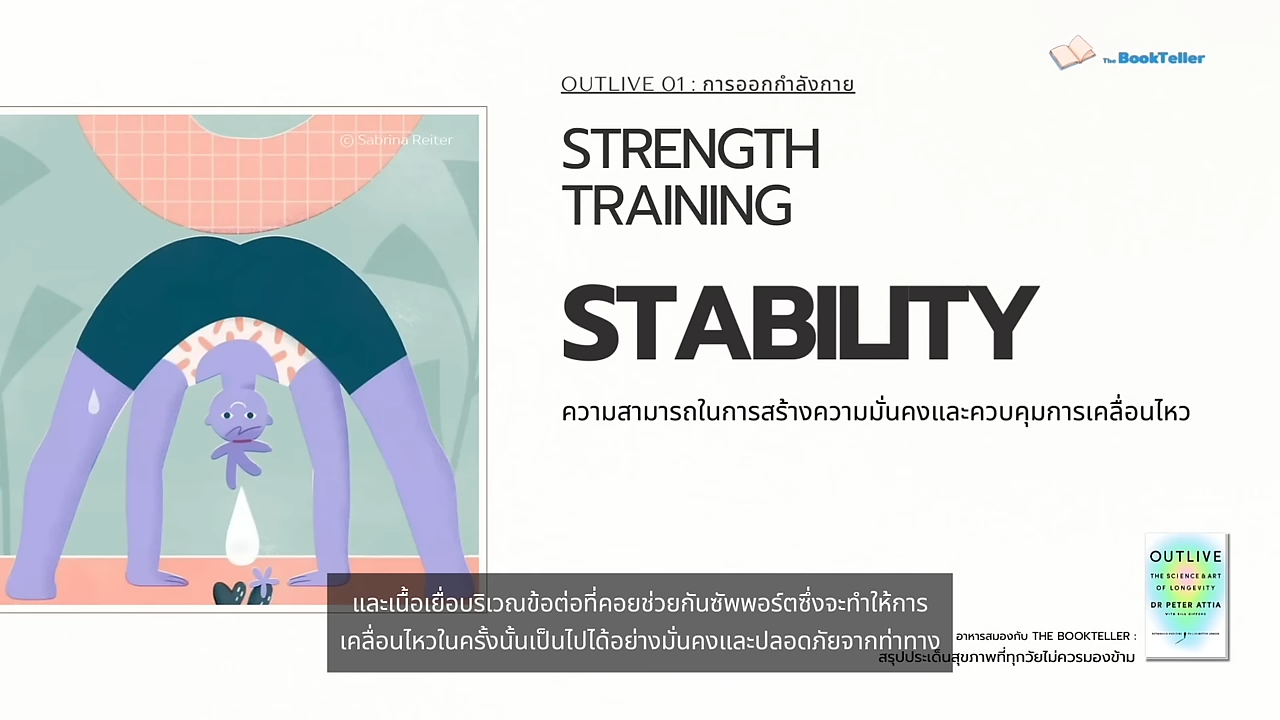 The BookTeller
OUTLIVE 01 : การออกกำลังกาย
© Sabrina Reiter
STRENGTH
TRAINING
STABILITY
ความสามารถในการสร้างความมั่นคงและควบคุมการเคลื่อนไหว
OUTLIVE
THE SCIENCE & ART
OF LONGEVITY
DR PETER ATTIA
และเนื้อเยื่อบริเวณข้อต่อที่คอยช่วยกันซัพพอร์ตซึ่งจะทำให้การ
เคลื่อนไหวในครั้งนั้นเป็นไปได้อย่างมั่นคงและปลอดภัยจากท่าทาง
อาหารสมองกับ THE BOOKTELLER :
สรุปประเด็นสุขภาพที่ทุกวัยไม่ควรมองข้าม